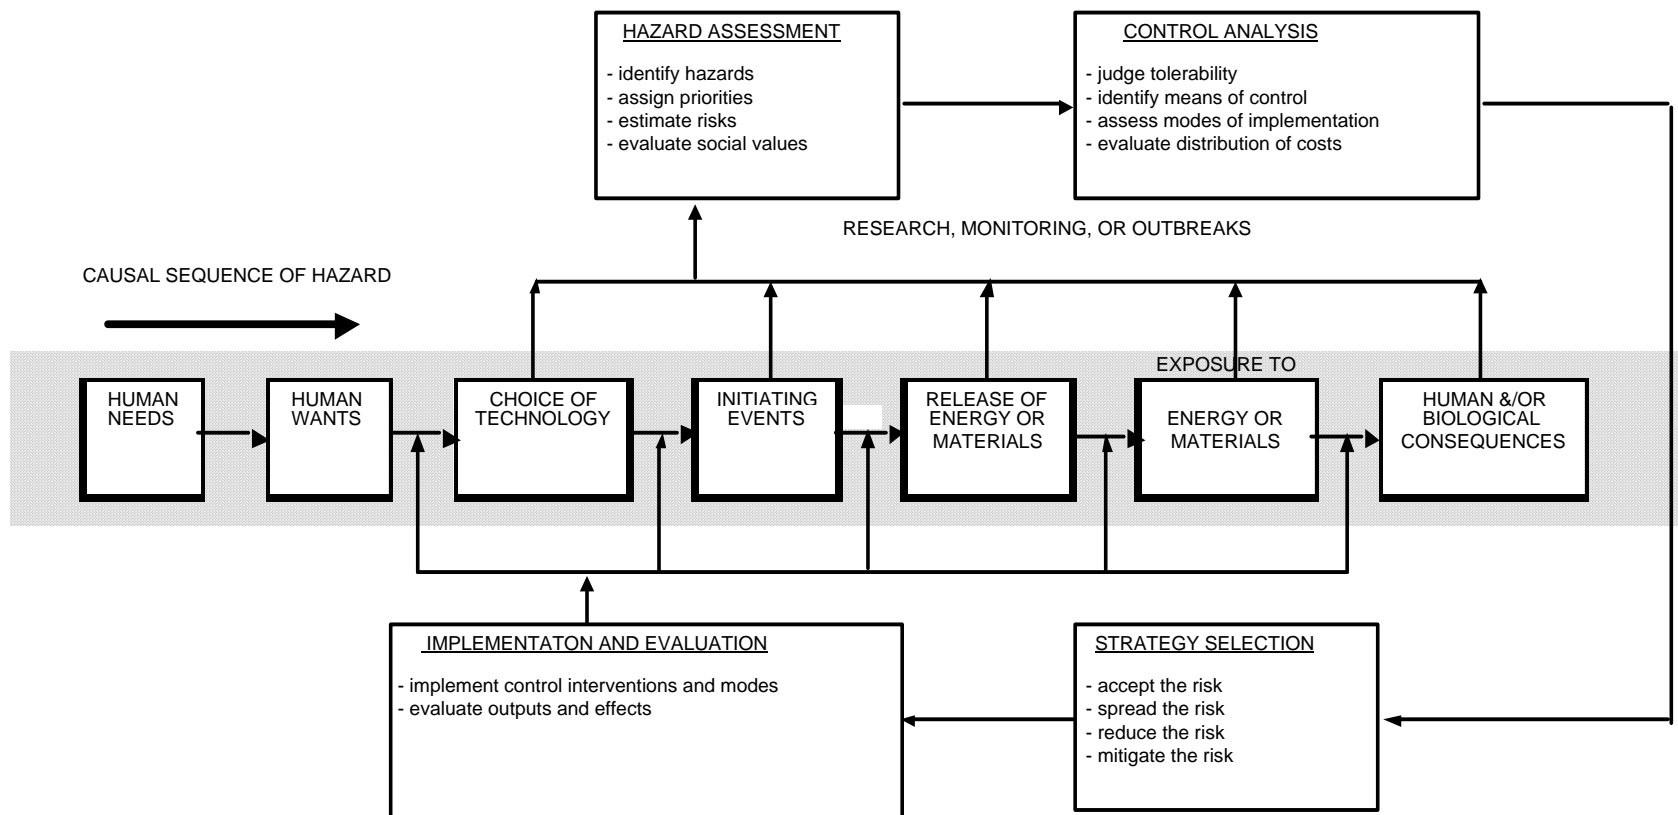 HAZARD ASSESSMENT
- identify hazards
- assign priorities
- estimate risks
- evaluate social values
CONTROL ANALYSIS
- judge tolerability
- identify means of control
- assess modes of implementation
- evaluate distribution of costs
RESEARCH, MONITORING, OR OUTBREAKS
CAUSAL SEQUENCE OF HAZARD
HUMAN
NEEDS
HUMAN
WANTS
CHOICE OF
TECHNOLOGY
INITIATING
EVENTS
RELEASE OF
ENERGY OR
MATERIALS
EXPOSURE TO
ENERGY OR
MATERIALS
HUMAN &/OR
BIOLOGICAL
CONSEQUENCES
IMPLEMENTATON AND EVALUATION
- implement control interventions and modes
- evaluate outputs and effects
STRATEGY SELECTION
- accept the risk
- spread the risk
- reduce the risk
- mitigate the risk